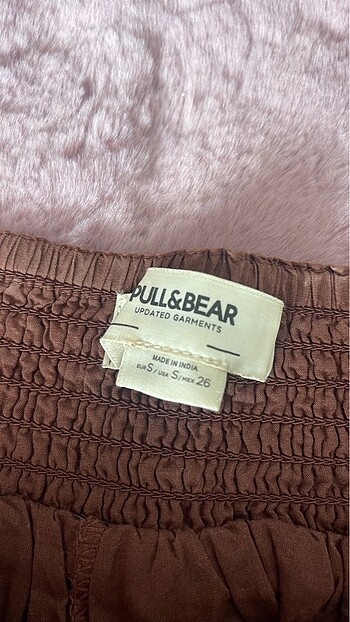 PULL&BEAR
UPDATED GARMENTS
MADE IN INDIA
EUR S / USA S / MEX 26